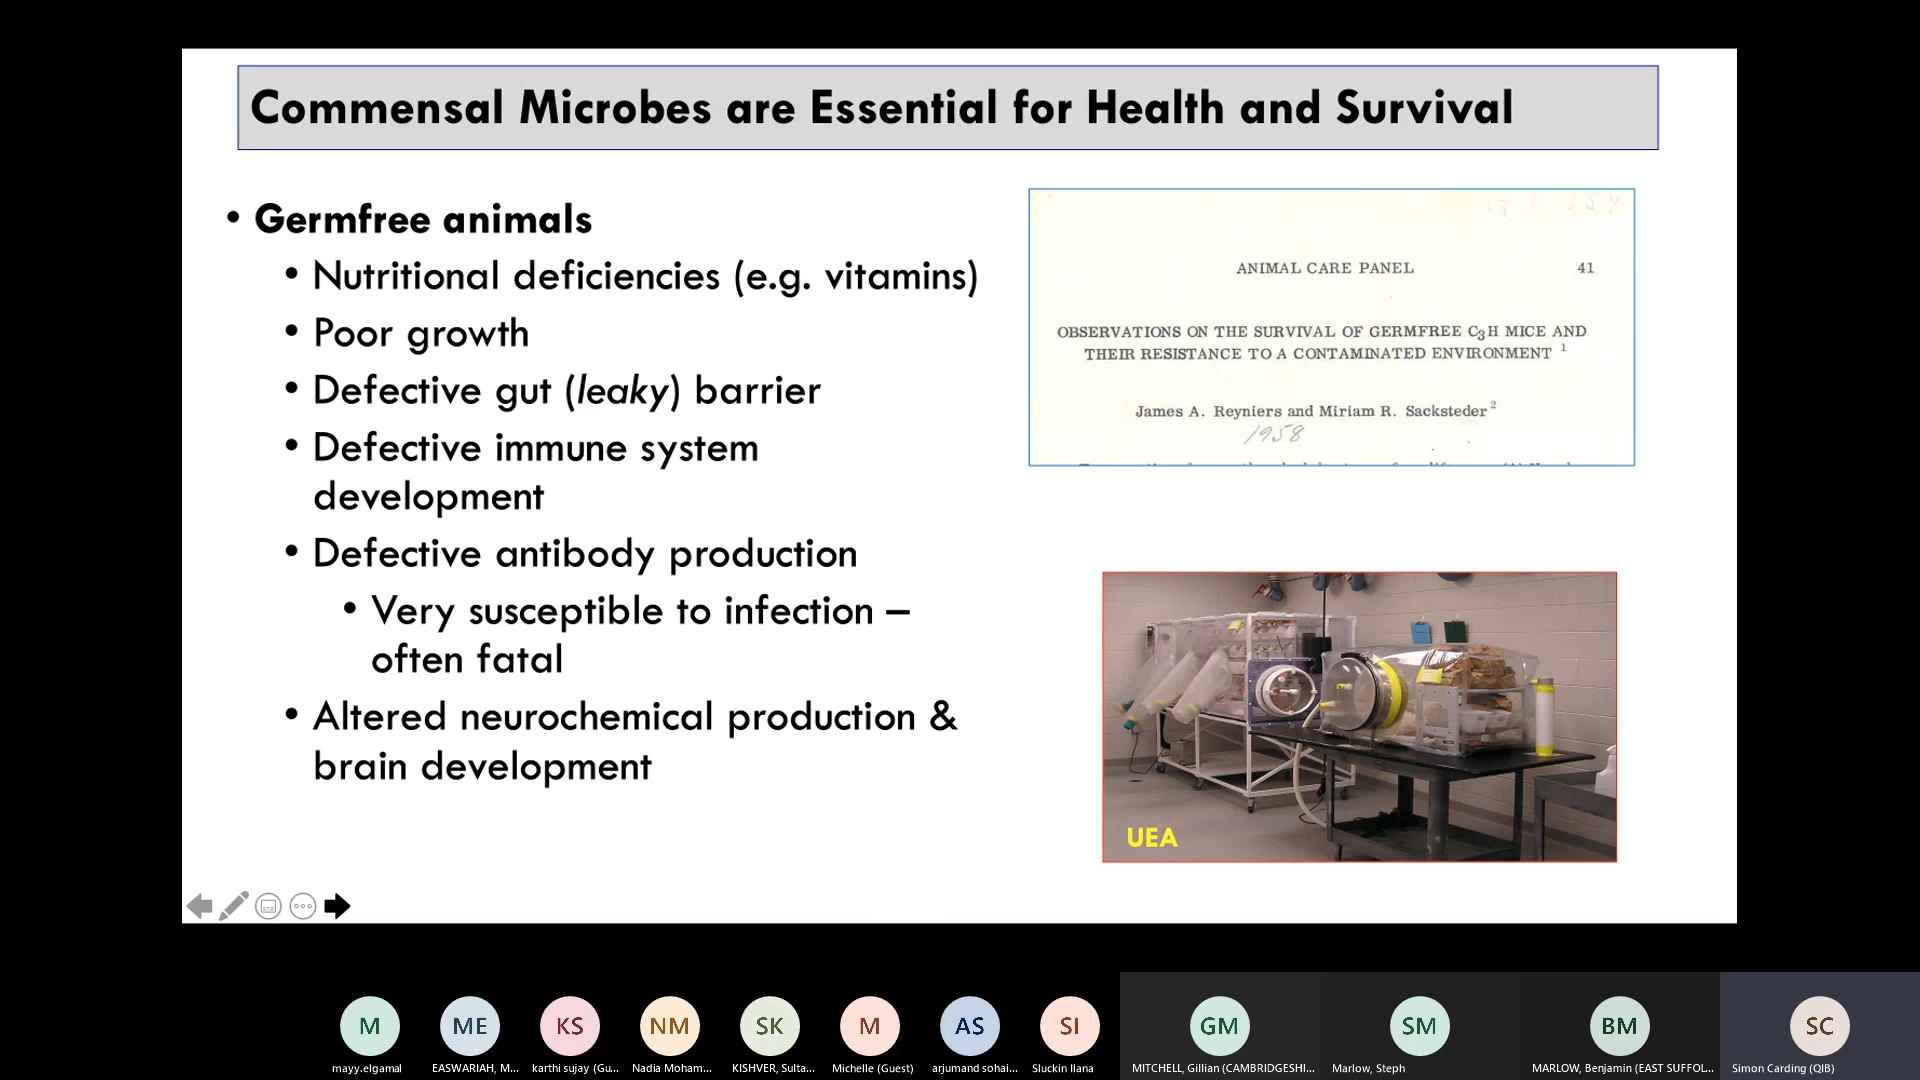 Commensal Microbes are Essential for Health and Survival
• Germfree animals
• Nutritional deficiencies (e.g. vitamins)
• Poor growth
• Defective gut (leaky) barrier
• Defective immune system
development
• Defective antibody production
• Very susceptible to infection –
often fatal
• Altered neurochemical production &
brain development
ANIMAL CARE PANEL 41
OBSERVATIONS ON THE SURVIVAL OF GERMFREE C3H MICE AND
THEIR RESISTANCE TO A CONTAMINATED ENVIRONMENT 1
James A. Reyniers and Miriam R. Sacksteder 2
1958
UEA
M ME KS NM SK M AS SI GM SM BM SC
mayy.elgamal EASWARIAH, M... karthi sujay (Gu... Nadia Moham... KISHVER, Sulta... Michelle (Guest) arjumand sohai... Sluckin Ilana MITCHELL, Gillian (CAMBRIDGESHI... Marlow, Steph MARLOW, Benjamin (EAST SUFFOL... Simon Carding (QIB)